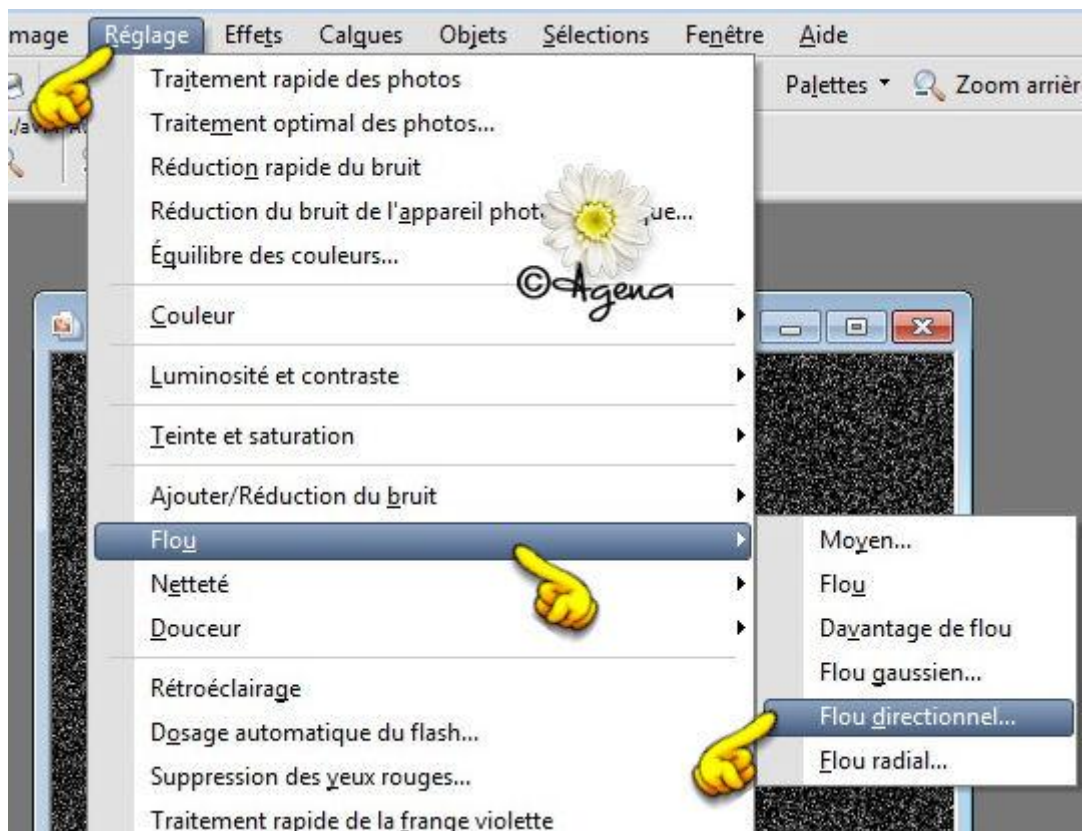 mage Réglage Effets Calques Objets Sélections Fenêtre Aide
Palettes Zoom arrièr
Traitement rapide des photos
Traitement optimal des photos...
Réduction rapide du bruit
Réduction du bruit de l'appareil phot que...
Équilibre des couleurs...
©Agena
Couleur
Luminosité et contraste
Teinte et saturation
Ajouter/Réduction du bruit
Flou
Netteté
Douceur
Moyen...
Flou
Davantage de flou
Flou gaussien...
Flou directionnel...
Flou radial...
Rétroéclairage
Dosage automatique du flash...
Suppression des yeux rouges...
Traitement rapide de la frange violette